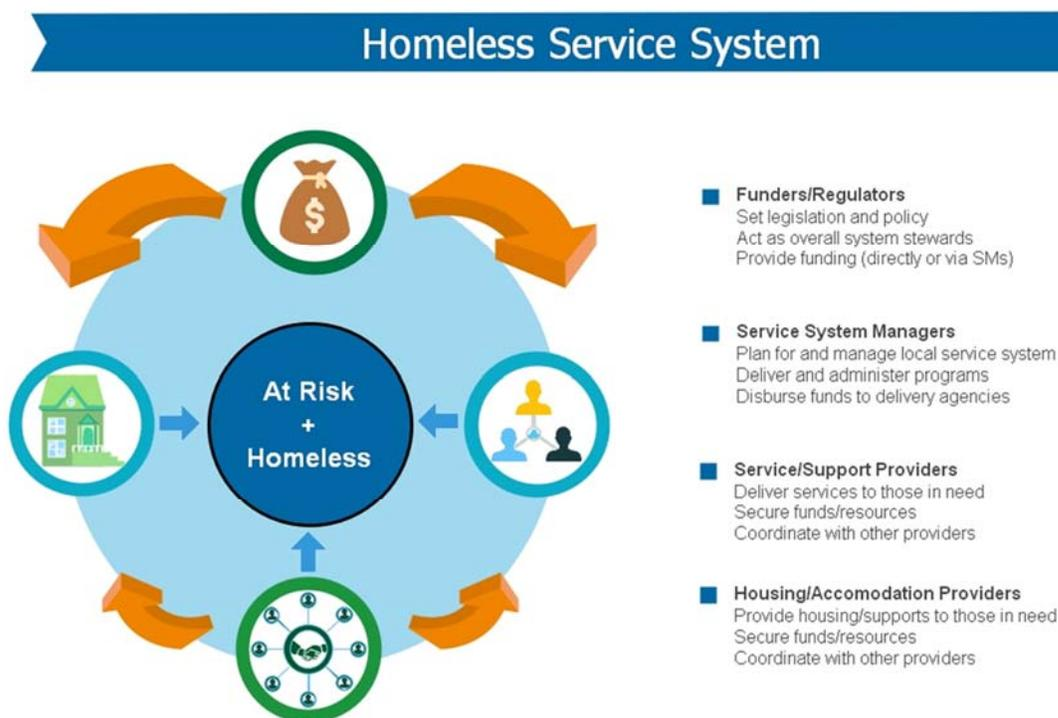 Homeless Service System
$
At Risk
+
Homeless
Funders/Regulators
Set legislation and policy
Act as overall system stewards
Provide funding (directly or via SMs)
Service System Managers
Plan for and manage local service system
Deliver and administer programs
Disburse funds to delivery agencies
Service/Support Providers
Deliver services to those in need
Secure funds/resources
Coordinate with other providers
Housing/Accomodation Providers
Provide housing/supports to those in need
Secure funds/resources
Coordinate with other providers